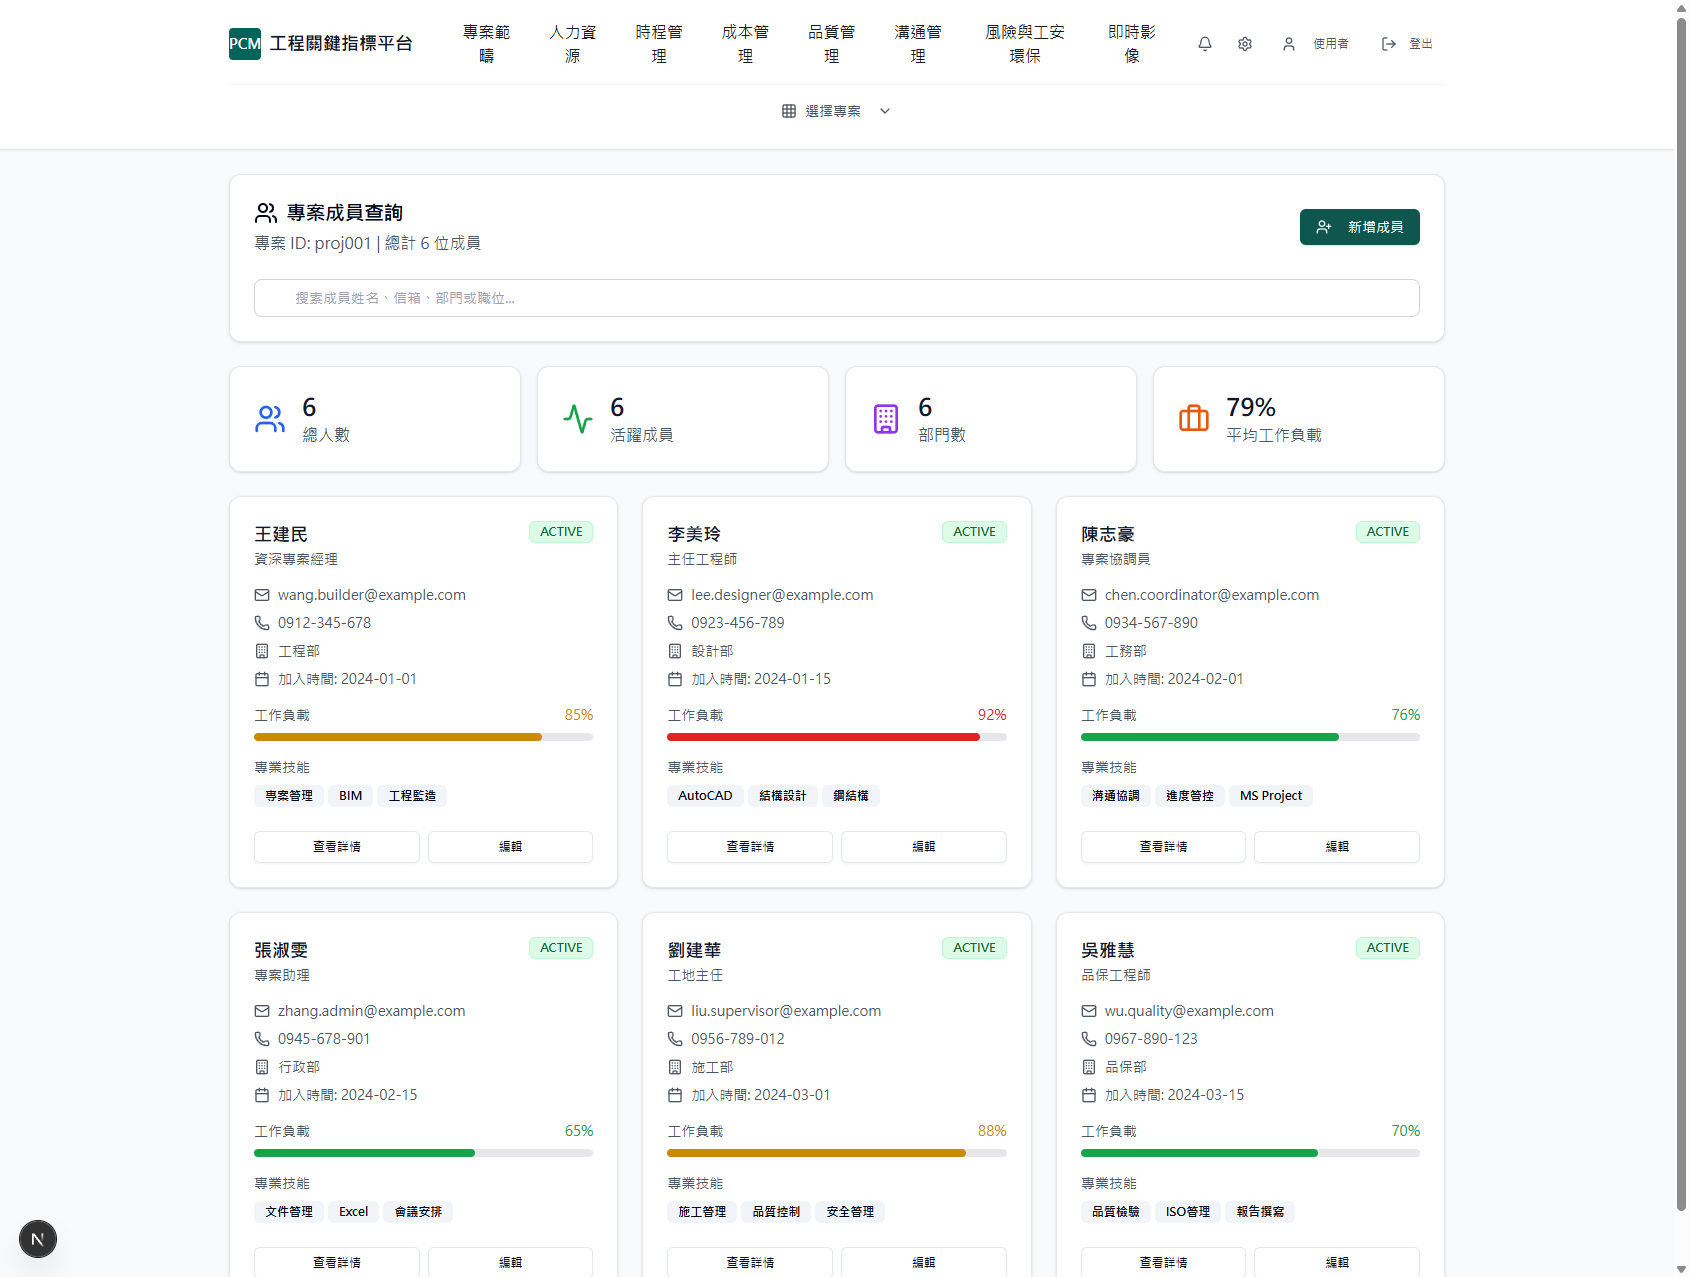 PCM 工程關鍵指標平台
專案範疇
人力資源
時程管理
成本管理
品質管理
溝通管理
風險與工安環保
即時影像
使用者
登出
選擇專案
專案成員查詢
專案 ID: proj001 | 總計 6 位成員
新增成員
搜索成員姓名、信箱、部門或職位...
6
總人數
6
活躍成員
6
部門數
79%
平均工作負載
王建民 ACTIVE
資深專案經理
wang.builder@example.com
0912-345-678
工程部
加入時間: 2024-01-01
工作負載 85%
專業技能
專案管理 BIM 工程監造
查看詳情 編輯
李美玲 ACTIVE
主任工程師
lee.designer@example.com
0923-456-789
設計部
加入時間: 2024-01-15
工作負載 92%
專業技能
AutoCAD 結構設計 鋼結構
查看詳情 編輯
陳志豪 ACTIVE
專案協調員
chen.coordinator@example.com
0934-567-890
工務部
加入時間: 2024-02-01
工作負載 76%
專業技能
溝通協調 進度管控 MS Project
查看詳情 編輯
張淑雯 ACTIVE
專案助理
zhang.admin@example.com
0945-678-901
行政部
加入時間: 2024-02-15
工作負載 65%
專業技能
文件管理 Excel 會議安排
查看詳情 編輯
劉建華 ACTIVE
工地主任
liu.supervisor@example.com
0956-789-012
施工部
加入時間: 2024-03-01
工作負載 88%
專業技能
施工管理 品質控制 安全管理
查看詳情 編輯
吳雅慧 ACTIVE
品保工程師
wu.quality@example.com
0967-890-123
品保部
加入時間: 2024-03-15
工作負載 70%
專業技能
品質檢驗 ISO管理 報告撰寫
查看詳情 編輯
N